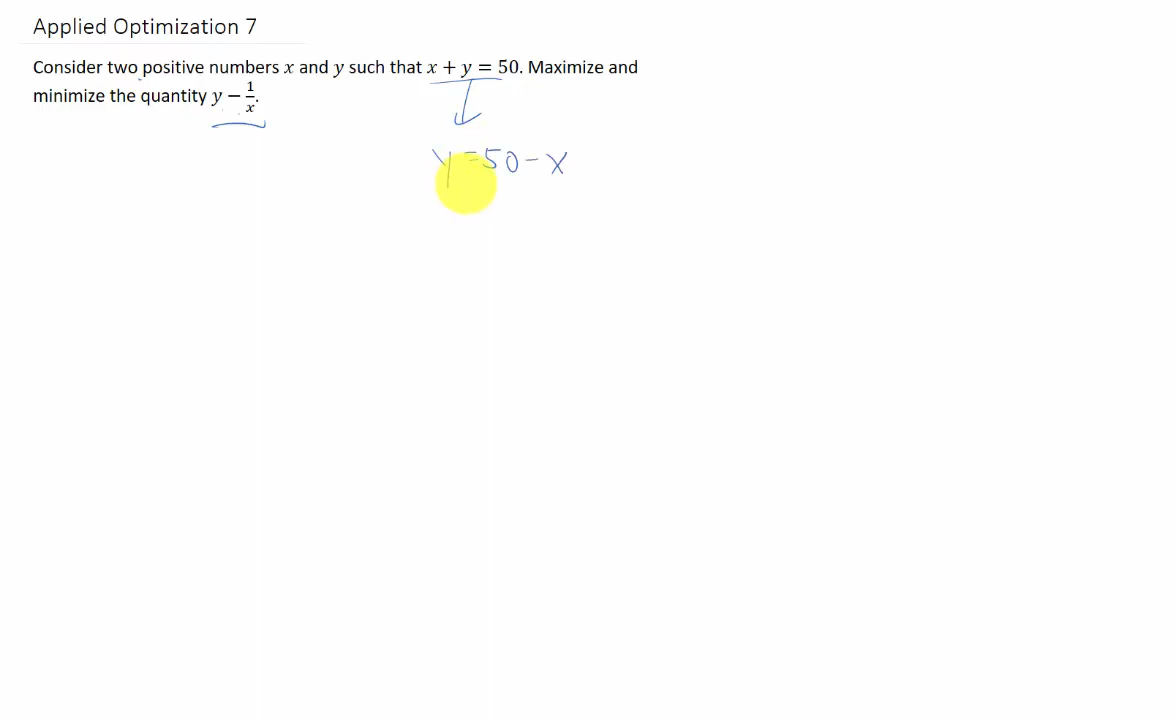 Applied Optimization 7
Consider two positive numbers x and y such that x + y = 50. Maximize and
minimize the quantity y − 1/x.
y = 50 - x